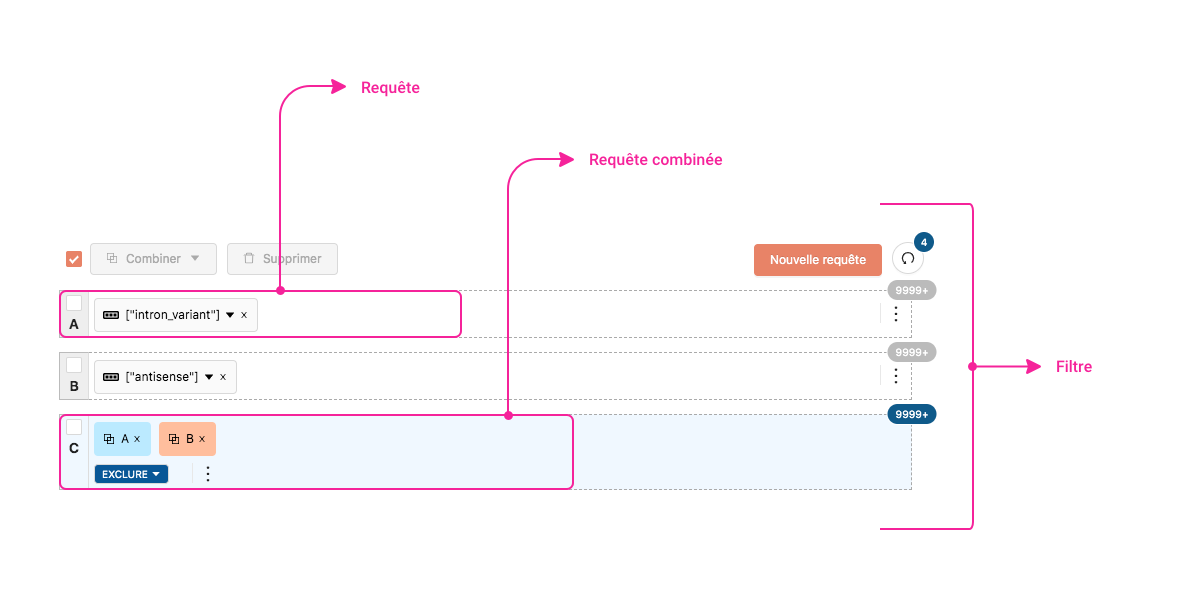 Requête
Requête combinée
Combiner Supprimer Nouvelle requête 4
9999+
A ["intron_variant"] x
9999+
B ["antisense"] x
Filtre
9999+
C A x B x
EXCLURE